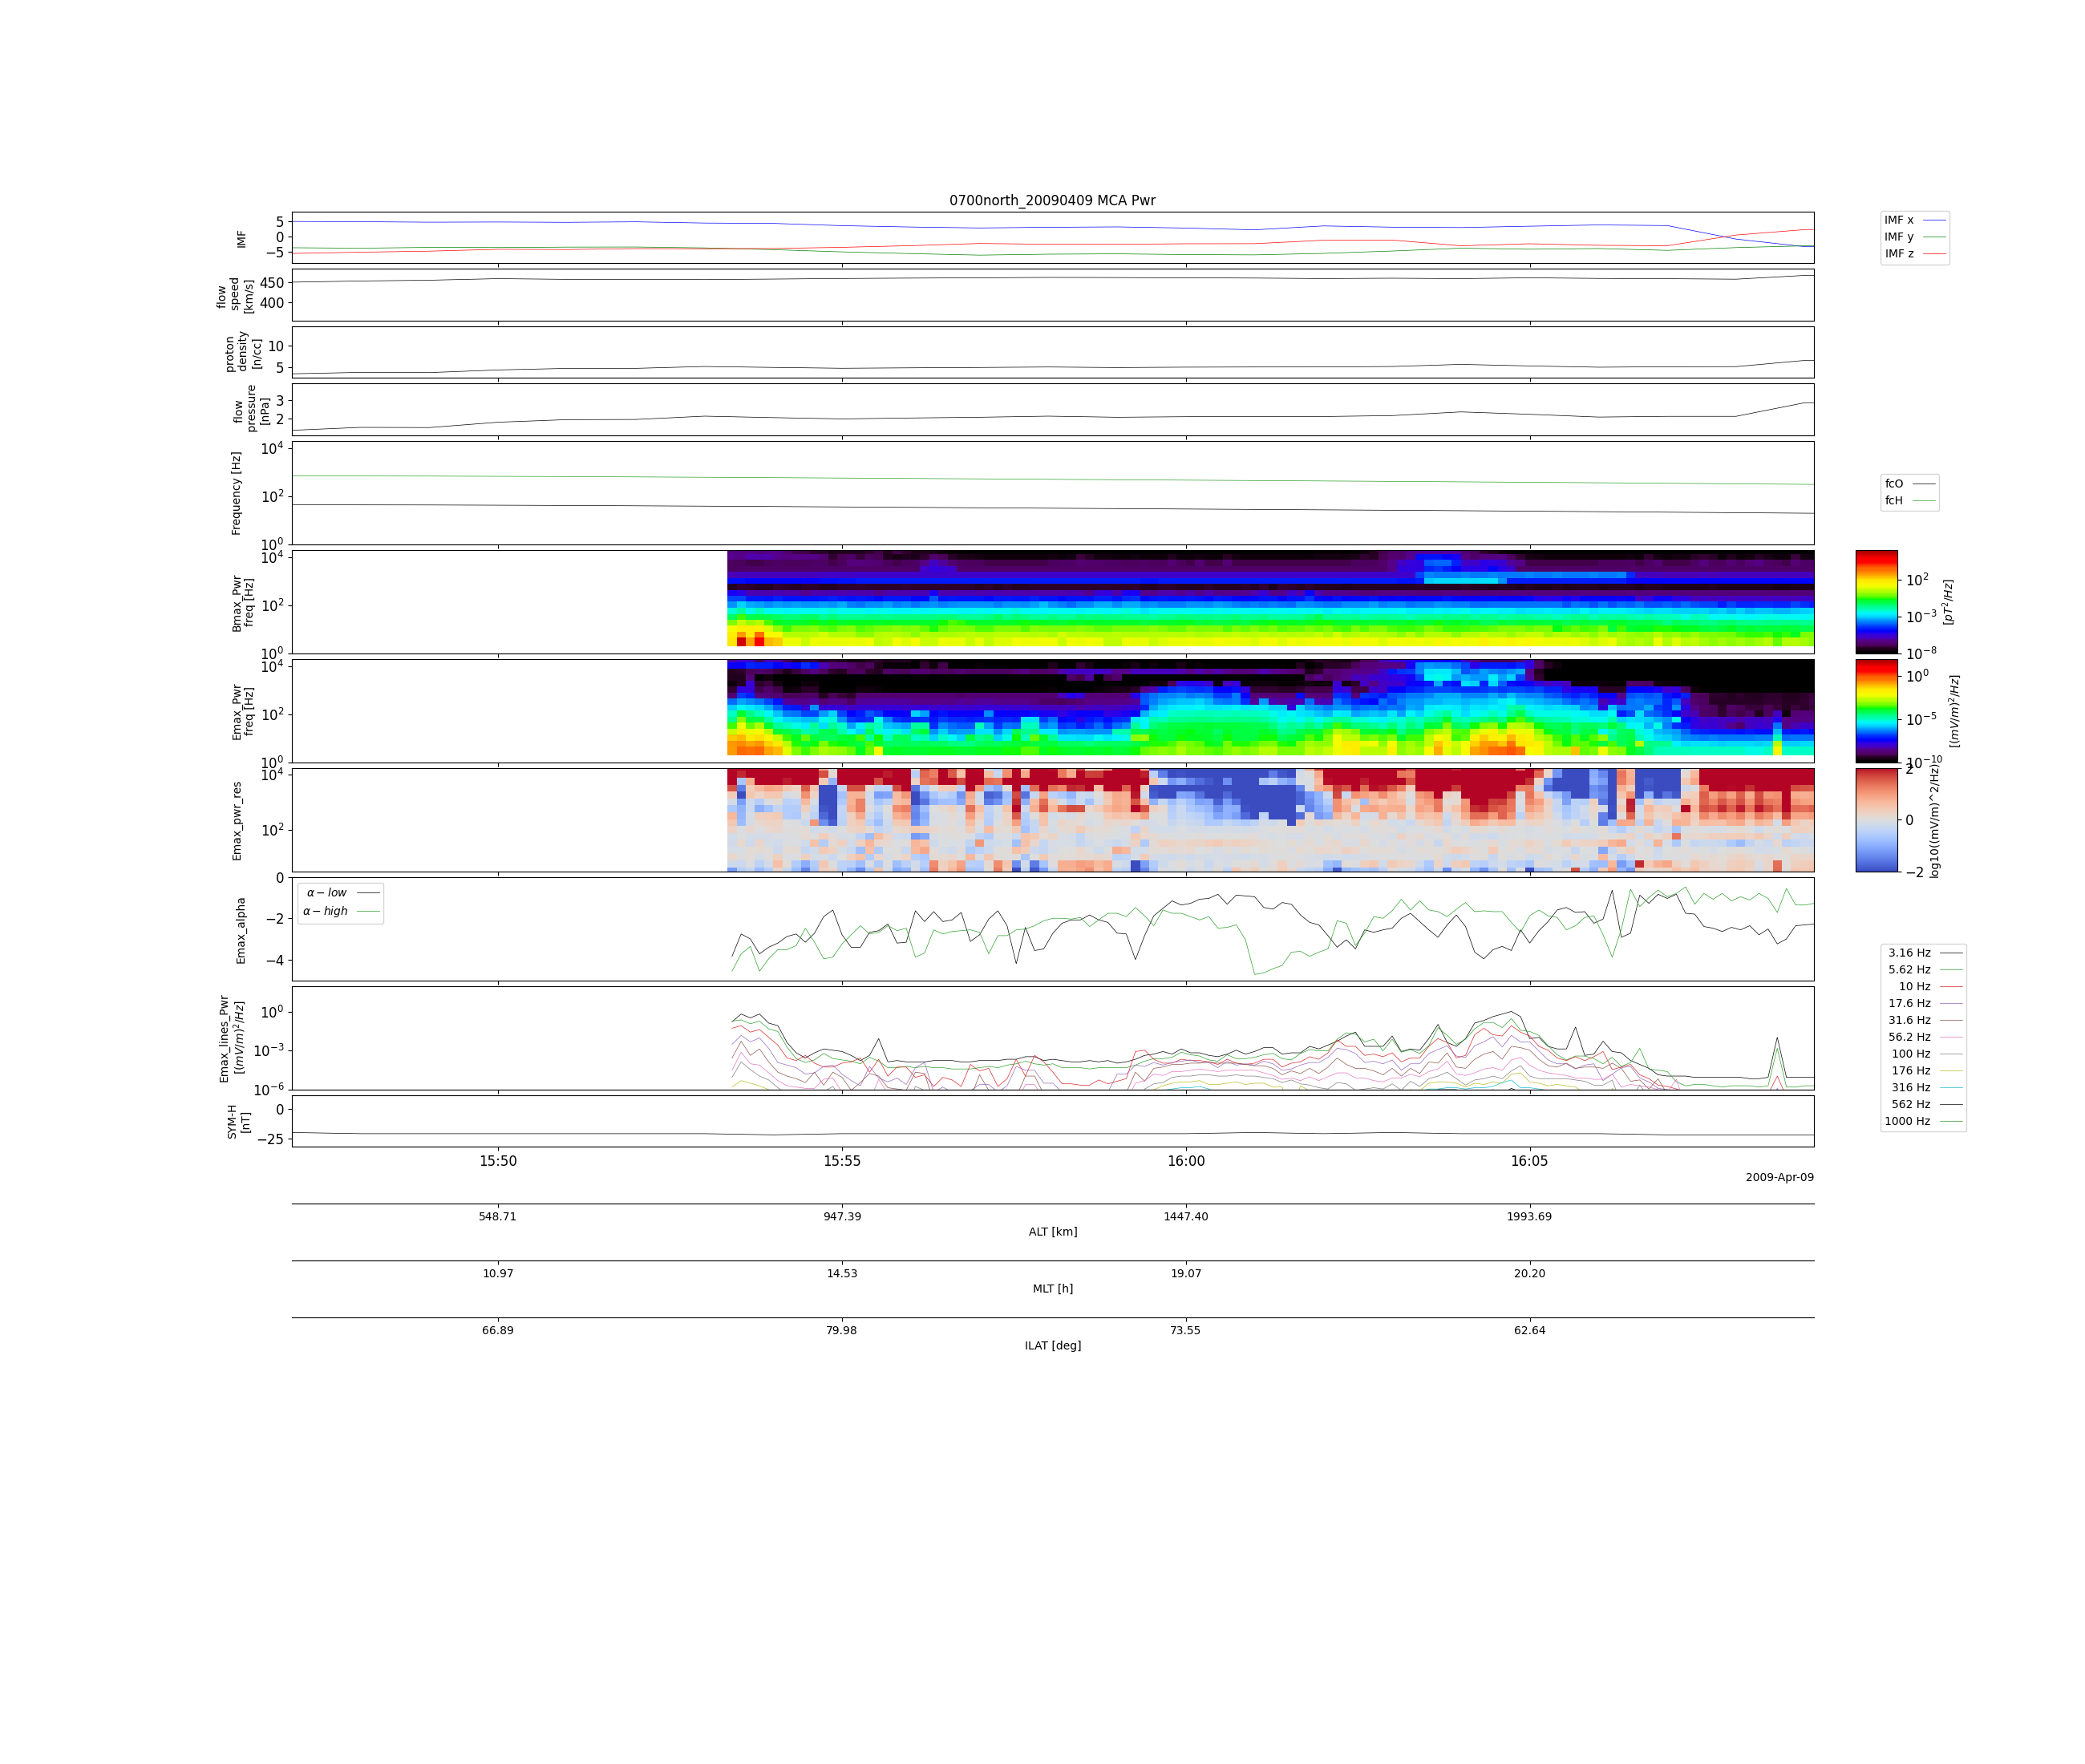 0700north_20090409 MCA Pwr
5
0
−5
IMF
IMF x
IMF y
IMF z
450
400
flow
speed
[km/s]
10
5
proton
density
[n/cc]
3
2
flow
pressure
[nPa]
10^4
10^2
10^0
Frequency [Hz]
fcO
fcH
10^4
10^2
10^0
Bmax_Pwr
freq [Hz]
10^2
10^−3
10^−8
[pT^2/Hz]
10^4
10^2
10^0
Emax_Pwr
freq [Hz]
10^0
10^−5
10^−10
[(mV/m)^2/Hz]
10^4
10^2
Emax_pwr_res
2
0
−2
log10((mV/m)^2/Hz)
0
−2
−4
Emax_alpha
α − low
α − high
10^0
10^−3
10^−6
Emax_lines_Pwr
[(mV/m)^2/Hz]
3.16 Hz
5.62 Hz
10 Hz
17.6 Hz
31.6 Hz
56.2 Hz
100 Hz
176 Hz
316 Hz
562 Hz
1000 Hz
0
−25
SYM-H
[nT]
15:50 15:55 16:00 16:05
2009-Apr-09
548.71 947.39 1447.40 1993.69
ALT [km]
10.97 14.53 19.07 20.20
MLT [h]
66.89 79.98 73.55 62.64
ILAT [deg]